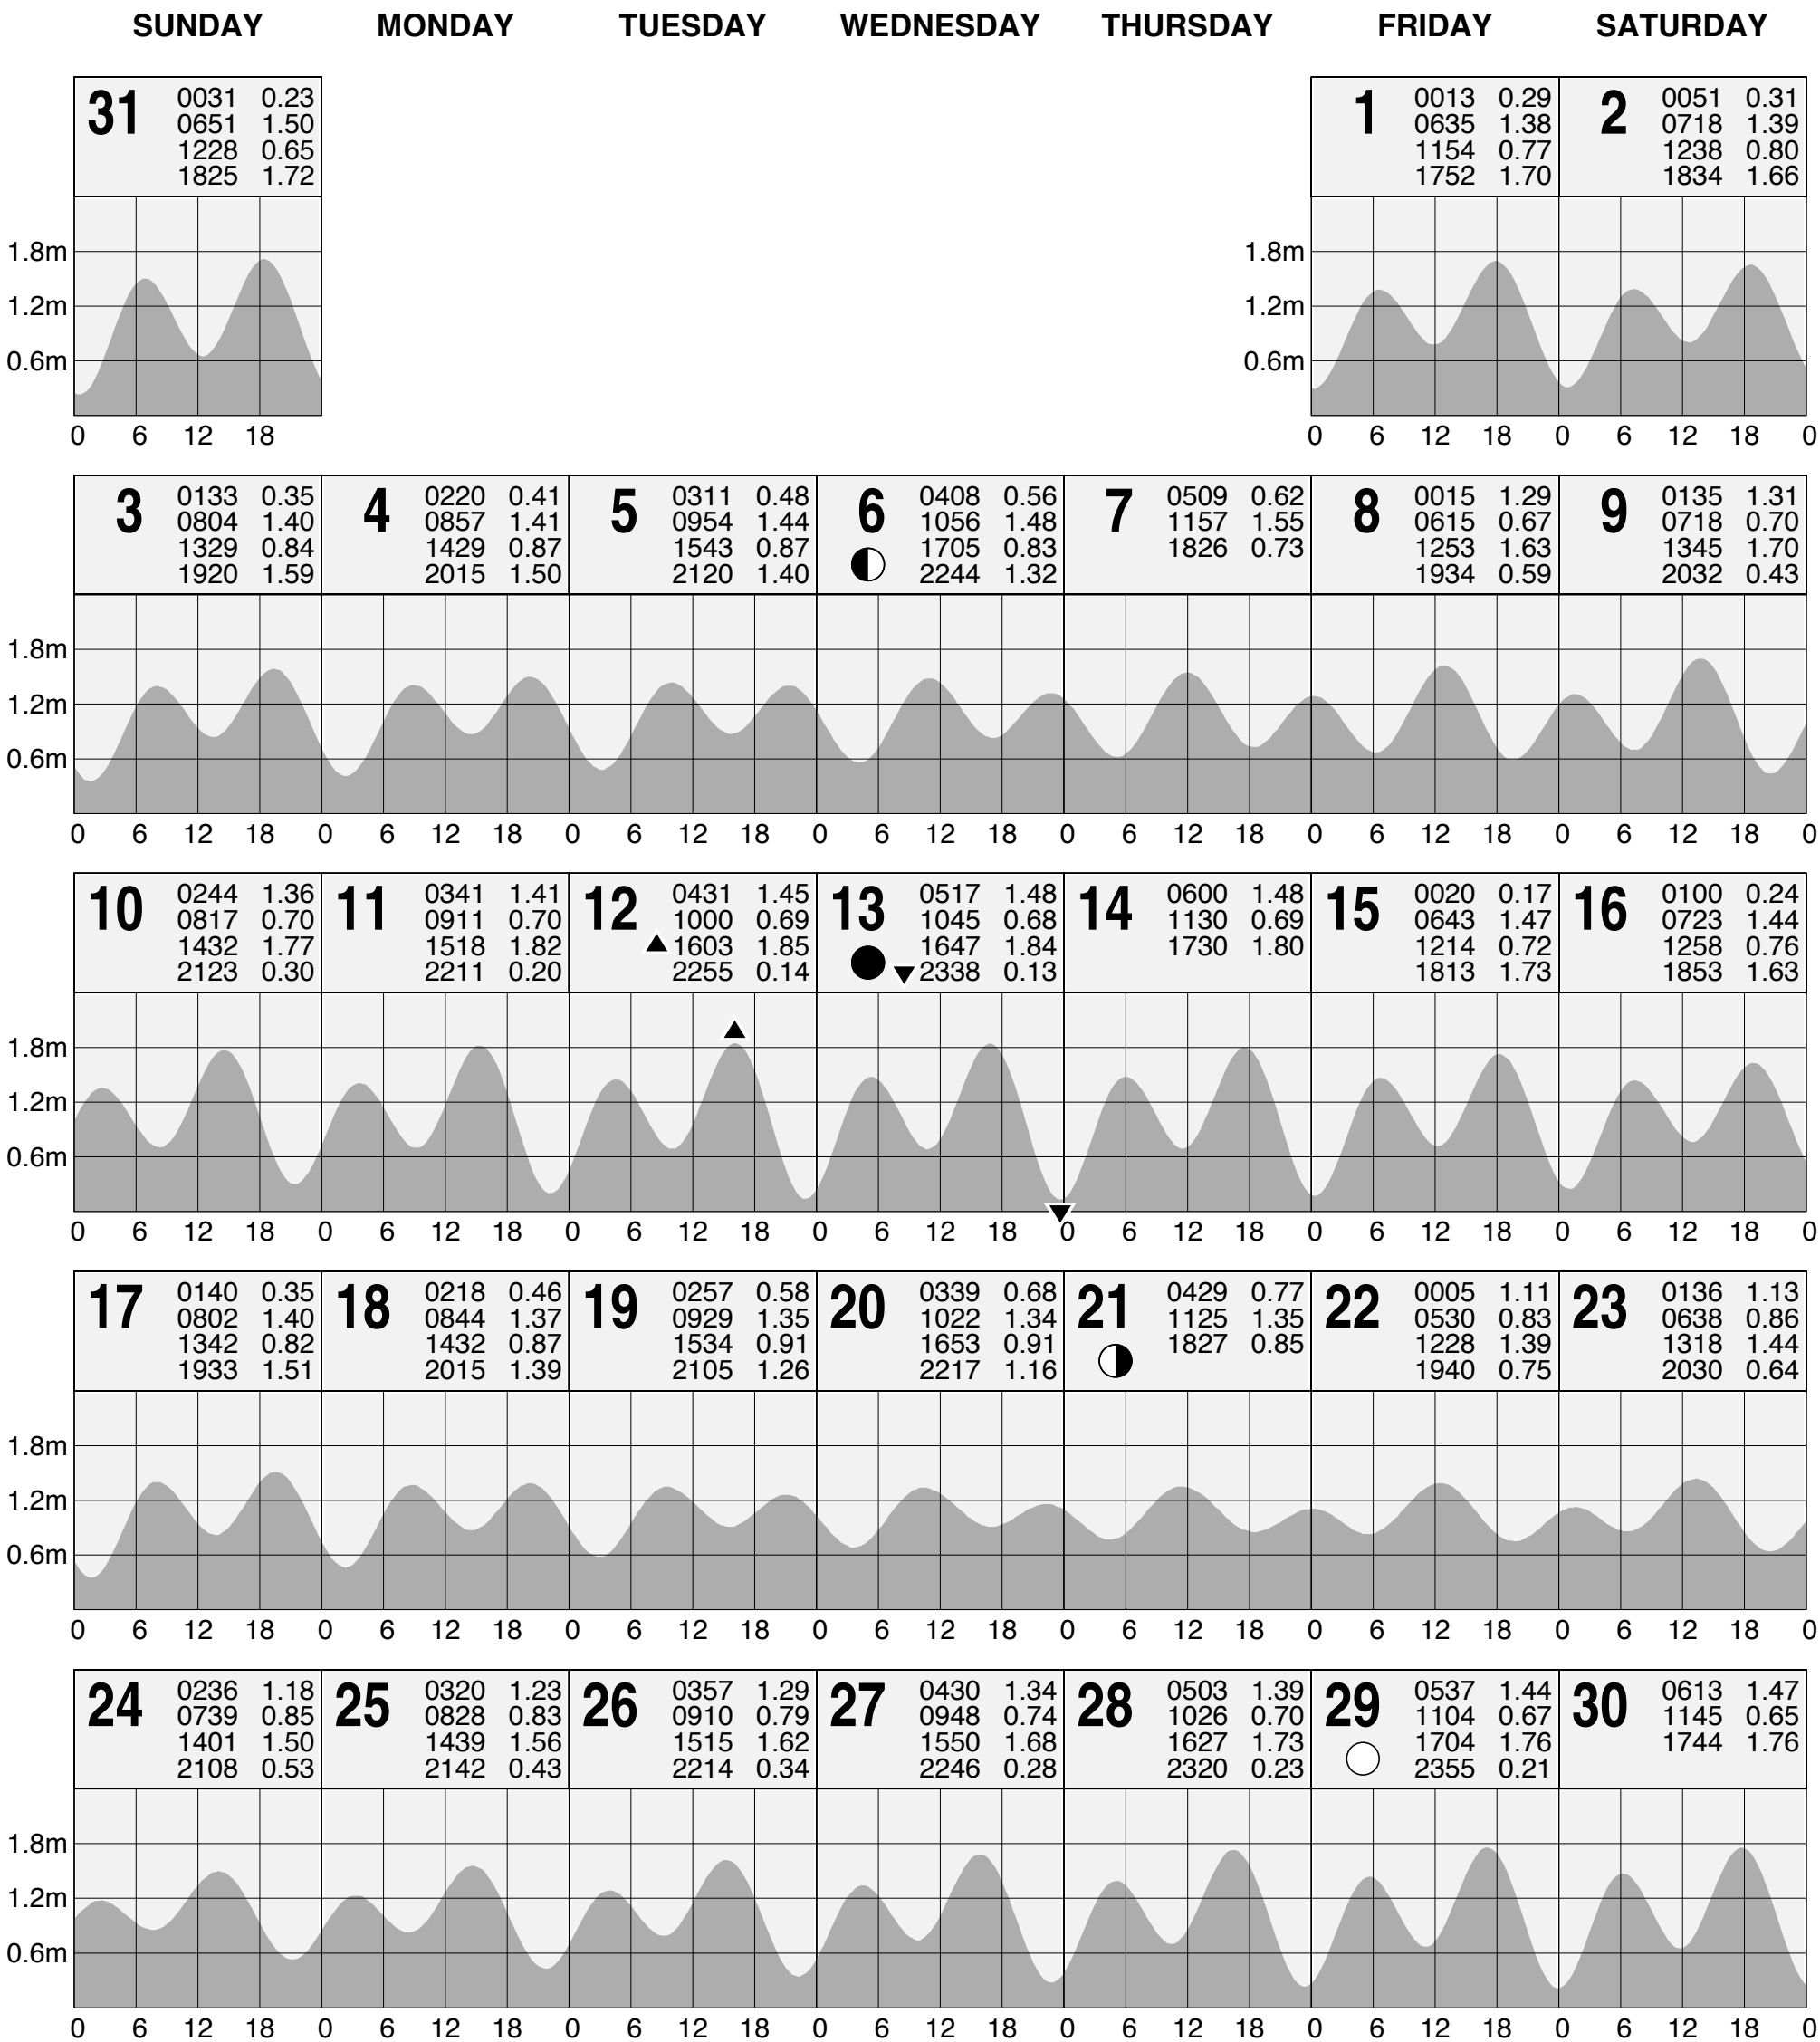 SUNDAY MONDAY TUESDAY WEDNESDAY THURSDAY FRIDAY SATURDAY
31 0031 0.23 1 0013 0.29 2 0051 0.31
0651 1.50 0635 1.38 0718 1.39
1228 0.65 1154 0.77 1238 0.80
1825 1.72 1752 1.70 1834 1.66
1.8m 1.8m
1.2m 1.2m
0.6m 0.6m
0 6 12 18 0 6 12 18 0 6 12 18 0
3 0133 0.35 4 0220 0.41 5 0311 0.48 6 0408 0.56 7 0509 0.62 8 0015 1.29 9 0135 1.31
0804 1.40 0857 1.41 0954 1.44 1056 1.48 1157 1.55 0615 0.67 0718 0.70
1329 0.84 1429 0.87 1543 0.87 1705 0.83 1826 0.73 1253 1.63 1345 1.70
1920 1.59 2015 1.50 2120 1.40 2244 1.32 1934 0.59 2032 0.43
1.8m
1.2m
0.6m
0 6 12 18 0 6 12 18 0 6 12 18 0 6 12 18 0 6 12 18 0 6 12 18 0 6 12 18 0
10 0244 1.36 11 0341 1.41 12 0431 1.45 13 0517 1.48 14 0600 1.48 15 0020 0.17 16 0100 0.24
0817 0.70 0911 0.70 1000 0.69 1045 0.68 1130 0.69 0643 1.47 0723 1.44
1432 1.77 1518 1.82 1603 1.85 1647 1.84 1730 1.80 1214 0.72 1258 0.76
2123 0.30 2211 0.20 2255 0.14 2338 0.13 1813 1.73 1853 1.63
1.8m
1.2m
0.6m
0 6 12 18 0 6 12 18 0 6 12 18 0 6 12 18 0 6 12 18 0 6 12 18 0 6 12 18 0
17 0140 0.35 18 0218 0.46 19 0257 0.58 20 0339 0.68 21 0429 0.77 22 0005 1.11 23 0136 1.13
0802 1.40 0844 1.37 0929 1.35 1022 1.34 1125 1.35 0530 0.83 0638 0.86
1342 0.82 1432 0.87 1534 0.91 1653 0.91 1827 0.85 1228 1.39 1318 1.44
1933 1.51 2015 1.39 2105 1.26 2217 1.16 1940 0.75 2030 0.64
1.8m
1.2m
0.6m
0 6 12 18 0 6 12 18 0 6 12 18 0 6 12 18 0 6 12 18 0 6 12 18 0 6 12 18 0
24 0236 1.18 25 0320 1.23 26 0357 1.29 27 0430 1.34 28 0503 1.39 29 0537 1.44 30 0613 1.47
0739 0.85 0828 0.83 0910 0.79 0948 0.74 1026 0.70 1104 0.67 1145 0.65
1401 1.50 1439 1.56 1515 1.62 1550 1.68 1627 1.73 1704 1.76 1744 1.76
2108 0.53 2142 0.43 2214 0.34 2246 0.28 2320 0.23 2355 0.21
1.8m
1.2m
0.6m
0 6 12 18 0 6 12 18 0 6 12 18 0 6 12 18 0 6 12 18 0 6 12 18 0 6 12 18 0